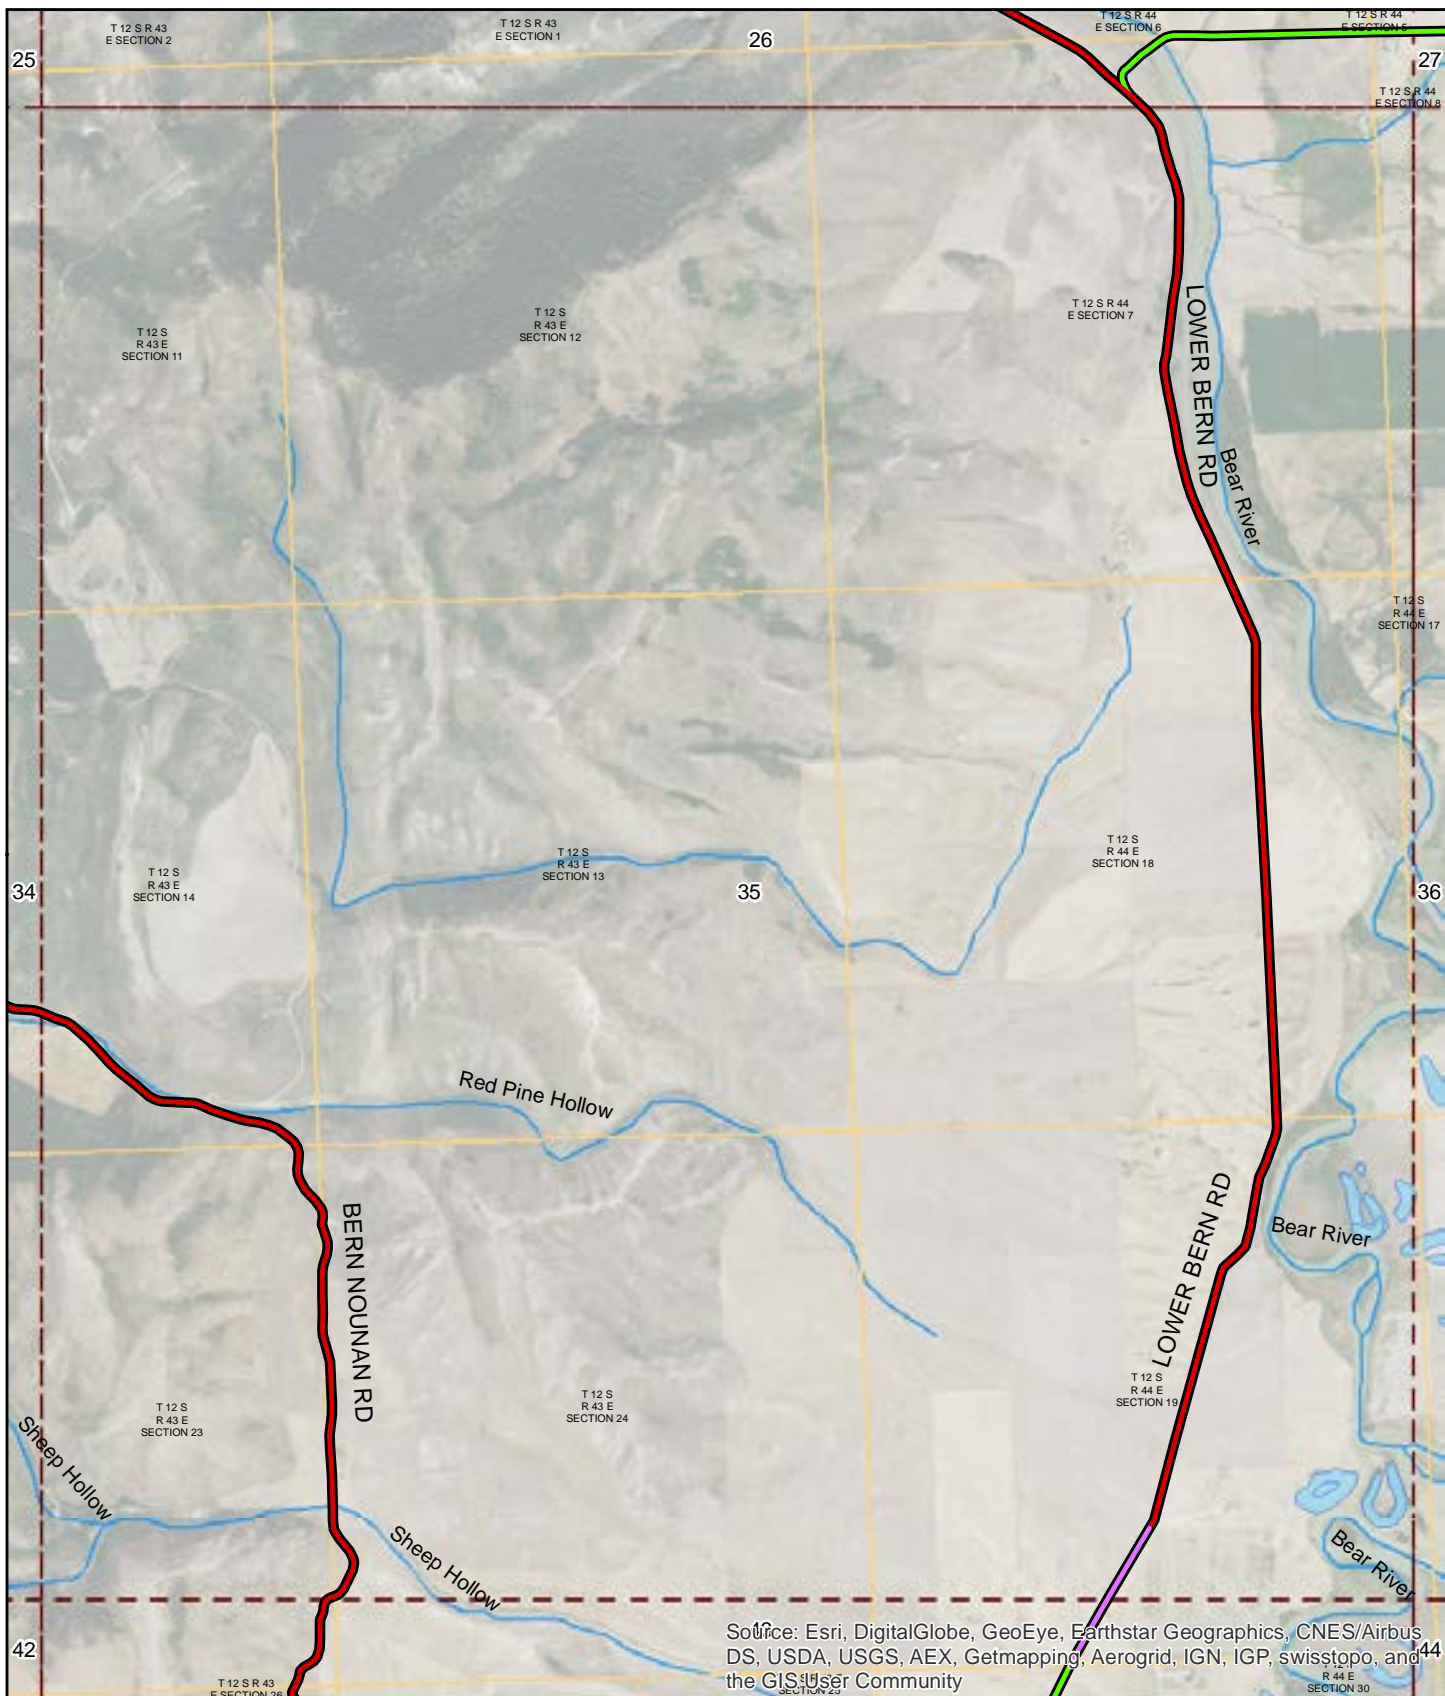 T 12 S R 43
E SECTION 2
T 12 S R 43
E SECTION 1
26
T 12 S R 44
E SECTION 6
T 12 S R 44
E SECTION 5
25
27
T 12 S R 44
E SECTION 8
T 12 S
R 43 E
SECTION 11
T 12 S
R 43 E
SECTION 12
T 12 S R 44
E SECTION 7
LOWER BERN RD
Bear River
T 12 S
R 44 E
SECTION 17
T 12 S
R 43 E
SECTION 14
T 12 S
R 43 E
SECTION 13
T 12 S
R 44 E
SECTION 18
34
35
36
Red Pine Hollow
BERN NOUNAN RD
LOWER BERN RD
Bear River
T 12 S
R 43 E
SECTION 23
T 12 S
R 43 E
SECTION 24
T 12 S
R 44 E
SECTION 19
Sheep Hollow
Sheep Hollow
Bear River
42
44
Source: Esri, DigitalGlobe, GeoEye, Earthstar Geographics, CNES/Airbus
DS, USDA, USGS, AEX, Getmapping, Aerogrid, IGN, IGP, swisstopo, and
the GIS User Community
T 12 S R 43
E SECTION 26
SECTION 25
R 44 E
SECTION 30